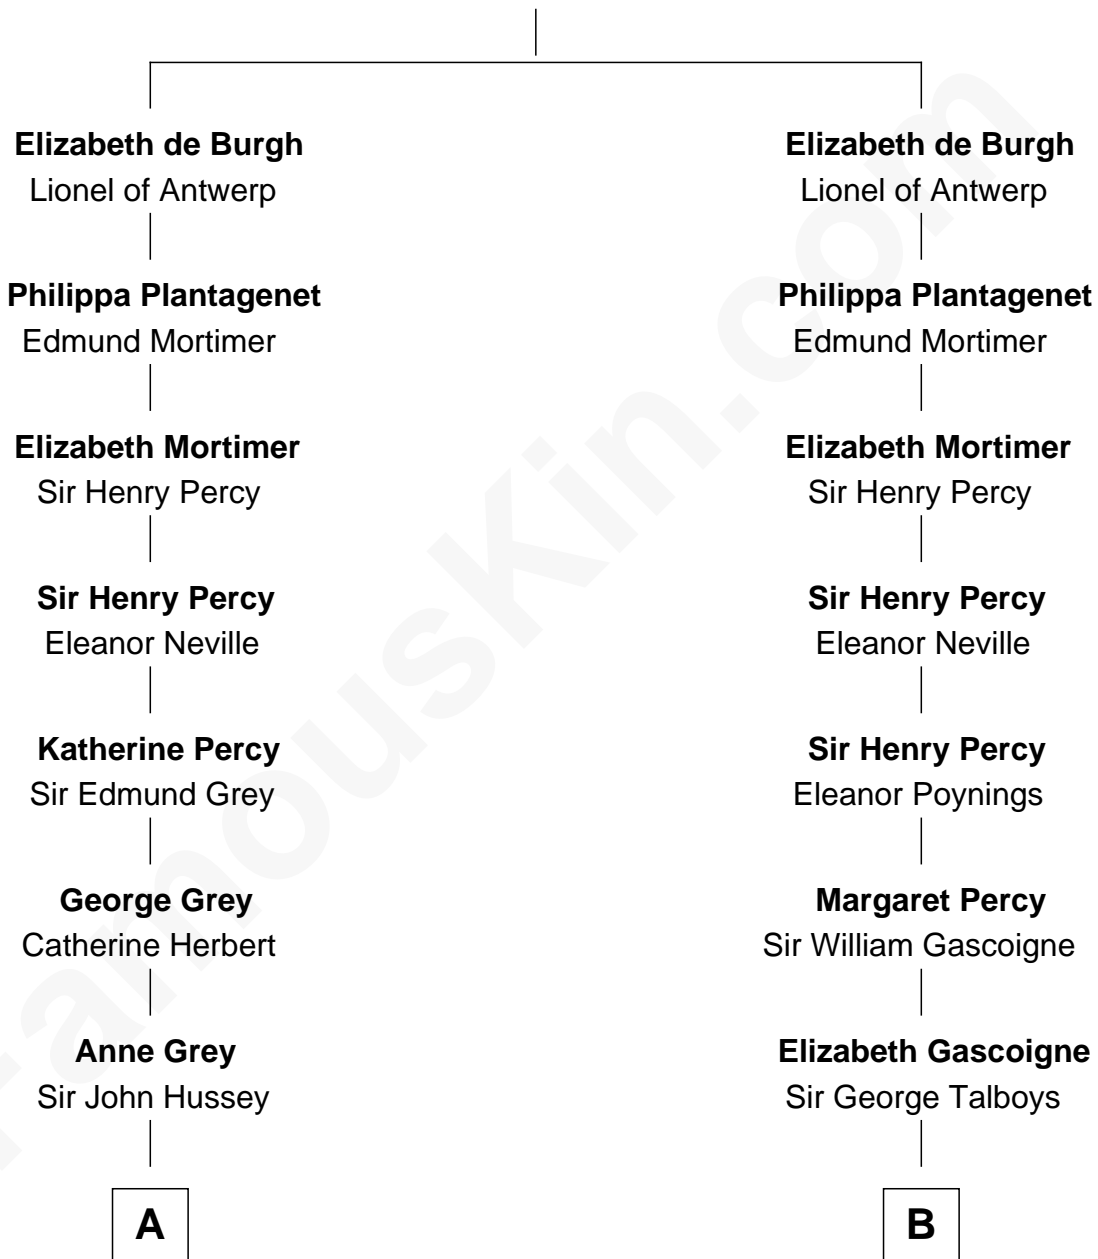 Elizabeth de Burgh
Lionel of Antwerp
Philippa Plantagenet
Edmund Mortimer
Elizabeth Mortimer
Sir Henry Percy
Sir Henry Percy
Eleanor Neville
Katherine Percy
Sir Edmund Grey
George Grey
Catherine Herbert
Anne Grey
Sir John Hussey
A
Elizabeth de Burgh
Lionel of Antwerp
Philippa Plantagenet
Edmund Mortimer
Elizabeth Mortimer
Sir Henry Percy
Sir Henry Percy
Eleanor Neville
Sir Henry Percy
Eleanor Poynings
Margaret Percy
Sir William Gascoigne
Elizabeth Gascoigne
Sir George Talboys
B
FamousKin.com